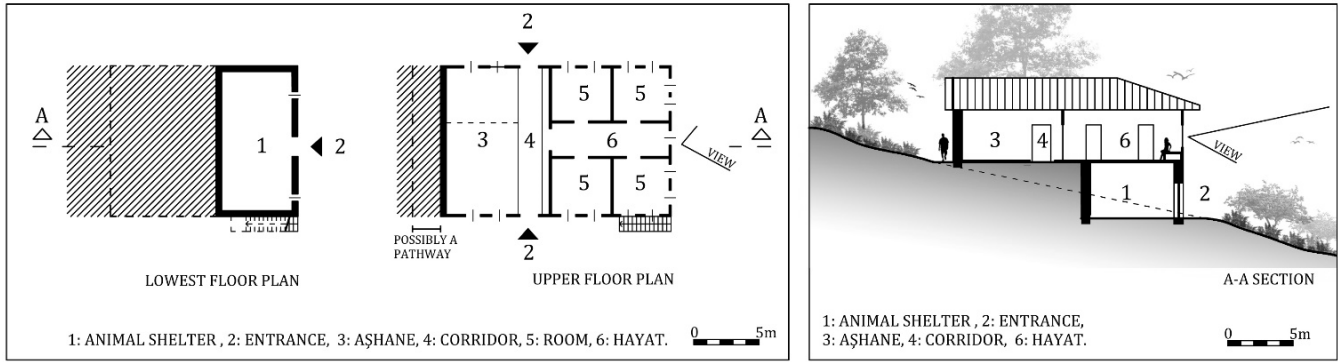 2
A
1
2
LOWEST FLOOR PLAN
3
4
5
5
6
5
5
VIEW
A
2
POSSIBLY A
PATHWAY
UPPER FLOOR PLAN
1: ANIMAL SHELTER , 2: ENTRANCE, 3: AŞHANE, 4: CORRIDOR, 5: ROOM, 6: HAYAT.
0 5m
3
4
6
VIEW
1
2
A-A SECTION
1: ANIMAL SHELTER , 2: ENTRANCE,
3: AŞHANE, 4: CORRIDOR, 6: HAYAT.
0 5m